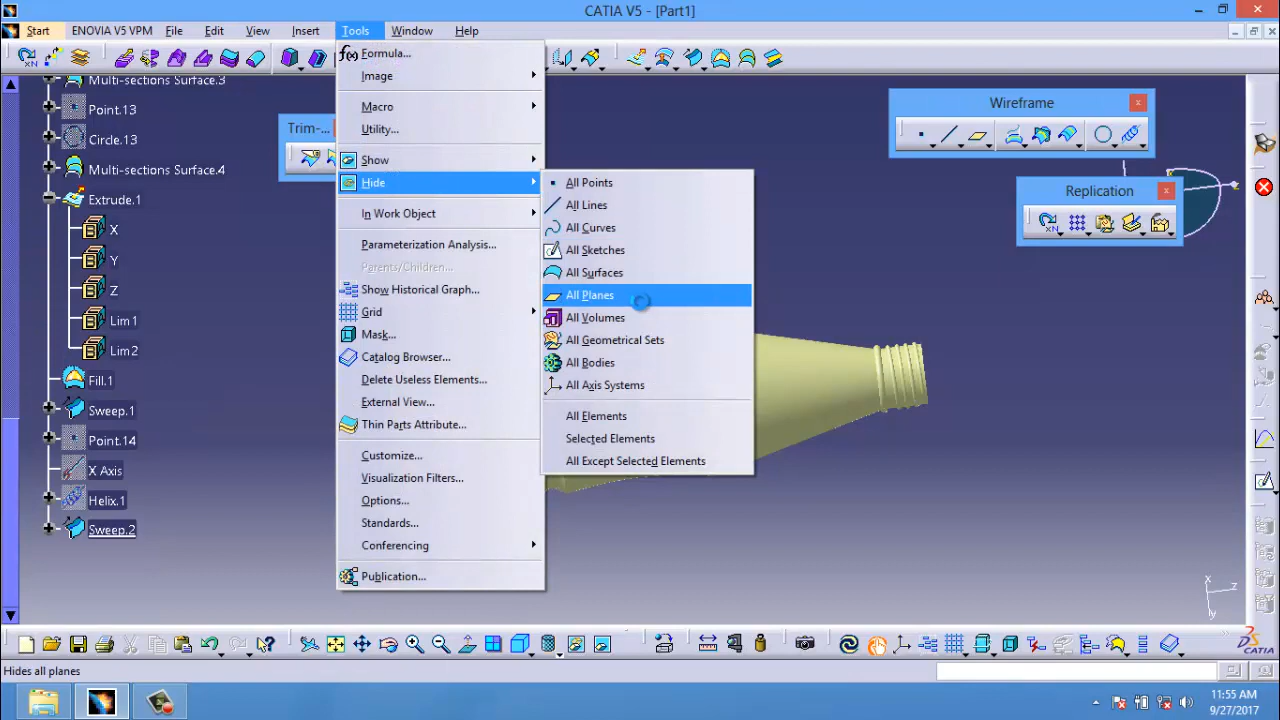 CATIA V5 - [Part1]
Start ENOVIA V5 VPM File Edit View Insert Tools Window Help
Multi-sections Surface.3
Point.13
Circle.13
Multi-sections Surface.4
Extrude.1
X
Y
Z
Lim1
Lim2
Fill.1
Sweep.1
Point.14
X Axis
Helix.1
Sweep.2
Trim-...
Formula...
Image
Macro
Utility...
Show
Hide
In Work Object
Parameterization Analysis...
Parents/Children...
Show Historical Graph...
Grid
Mask...
Catalog Browser...
Delete Useless Elements...
External View...
Thin Parts Attribute...
Customize...
Visualization Filters...
Options...
Standards...
Conferencing
Publication...
All Points
All Lines
All Curves
All Sketches
All Surfaces
All Planes
All Volumes
All Geometrical Sets
All Bodies
All Axis Systems
All Elements
Selected Elements
All Except Selected Elements
Wireframe
Replication
x
z
y
CATIA
Hides all planes
11:55 AM
9/27/2017